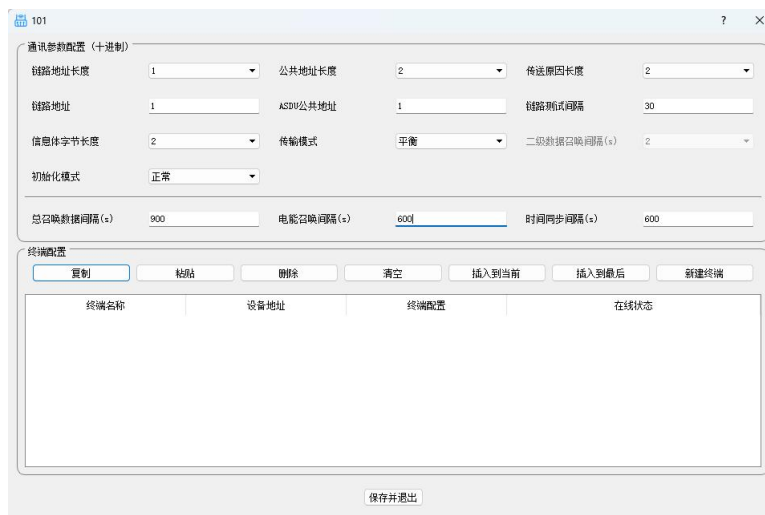 101
通讯参数配置（十进制）
链路地址长度 1 公共地址长度 2 传送原因长度 2
链路地址 1 ASDU公共地址 1 链路测试间隔 30
信息体字节长度 2 传输模式 平衡 二级数据召唤间隔(s) 2
初始化模式 正常
总召唤数据间隔(s) 900 电能召唤间隔(s) 600 时间同步间隔(s) 600
终端配置
复制 粘贴 删除 清空 插入到当前 插入到最后 新建终端
终端名称 设备地址 终端配置 在线状态
保存并退出